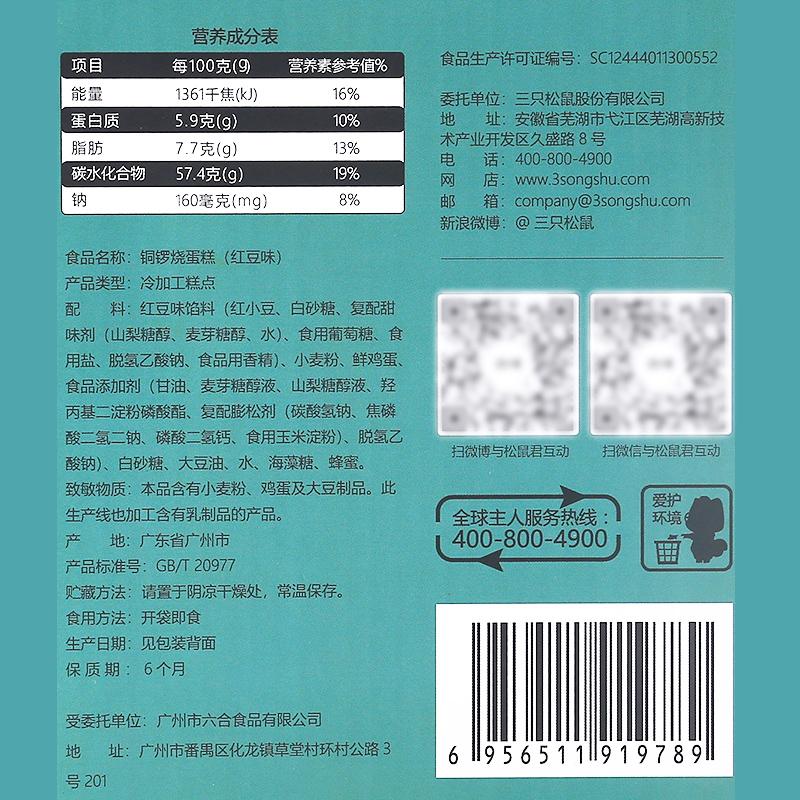 营养成分表
项目 每100克(g) 营养素参考值%
能量 1361千焦(kJ) 16%
蛋白质 5.9克(g) 10%
脂肪 7.7克(g) 13%
碳水化合物 57.4克(g) 19%
钠 160毫克(mg) 8%
食品名称：铜锣烧蛋糕（红豆味）
产品类型：冷加工糕点
配 料：红豆味馅料（红小豆、白砂糖、复配甜
味剂（山梨糖醇、麦芽糖醇、水）、食用葡萄糖、食
用盐、脱氢乙酸钠、食品用香精）、小麦粉、鲜鸡蛋、
食品添加剂（甘油、麦芽糖醇液、山梨糖醇液、羟
丙基二淀粉磷酸酯、复配膨松剂（碳酸氢钠、焦磷
酸二氢二钠、磷酸二氢钙、食用玉米淀粉）、脱氢乙
酸钠）、白砂糖、大豆油、水、海藻糖、蜂蜜。
致敏物质：本品含有小麦粉、鸡蛋及大豆制品。此
生产线也加工含有乳制品的产品。
产 地：广东省广州市
产品标准号：GB/T 20977
贮藏方法：请置于阴凉干燥处，常温保存。
食用方法：开袋即食
生产日期：见包装背面
保 质 期：6个月
受委托单位：广州市六合食品有限公司
地 址：广州市番禺区化龙镇草堂村环村公路3
号201
食品生产许可证编号：SC12444011300552
委托单位：三只松鼠股份有限公司
地 址：安徽省芜湖市弋江区芜湖高新技
术产业开发区久盛路8号
电 话：400-800-4900
网 店：www.3songshu.com
邮 箱：company@3songshu.com
新浪微博：@ 三只松鼠
扫微博与松鼠君互动 扫微信与松鼠君互动
全球主人服务热线：
400-800-4900
爱护
环境
6 956511 919789